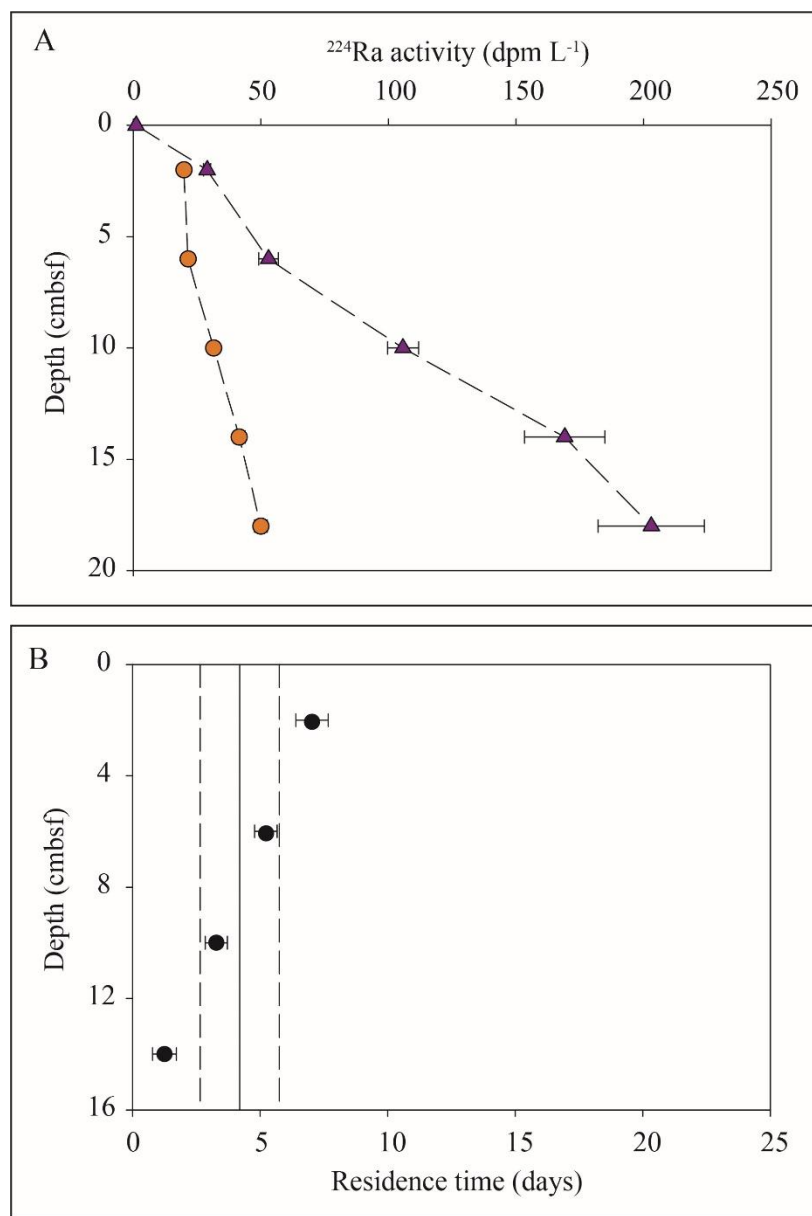 A
²²⁴Ra activity (dpm L⁻¹)
0 50 100 150 200 250
0
5
10
15
20
Depth (cmbsf)
B
0
4
8
12
16
Depth (cmbsf)
0 5 10 15 20 25
Residence time (days)